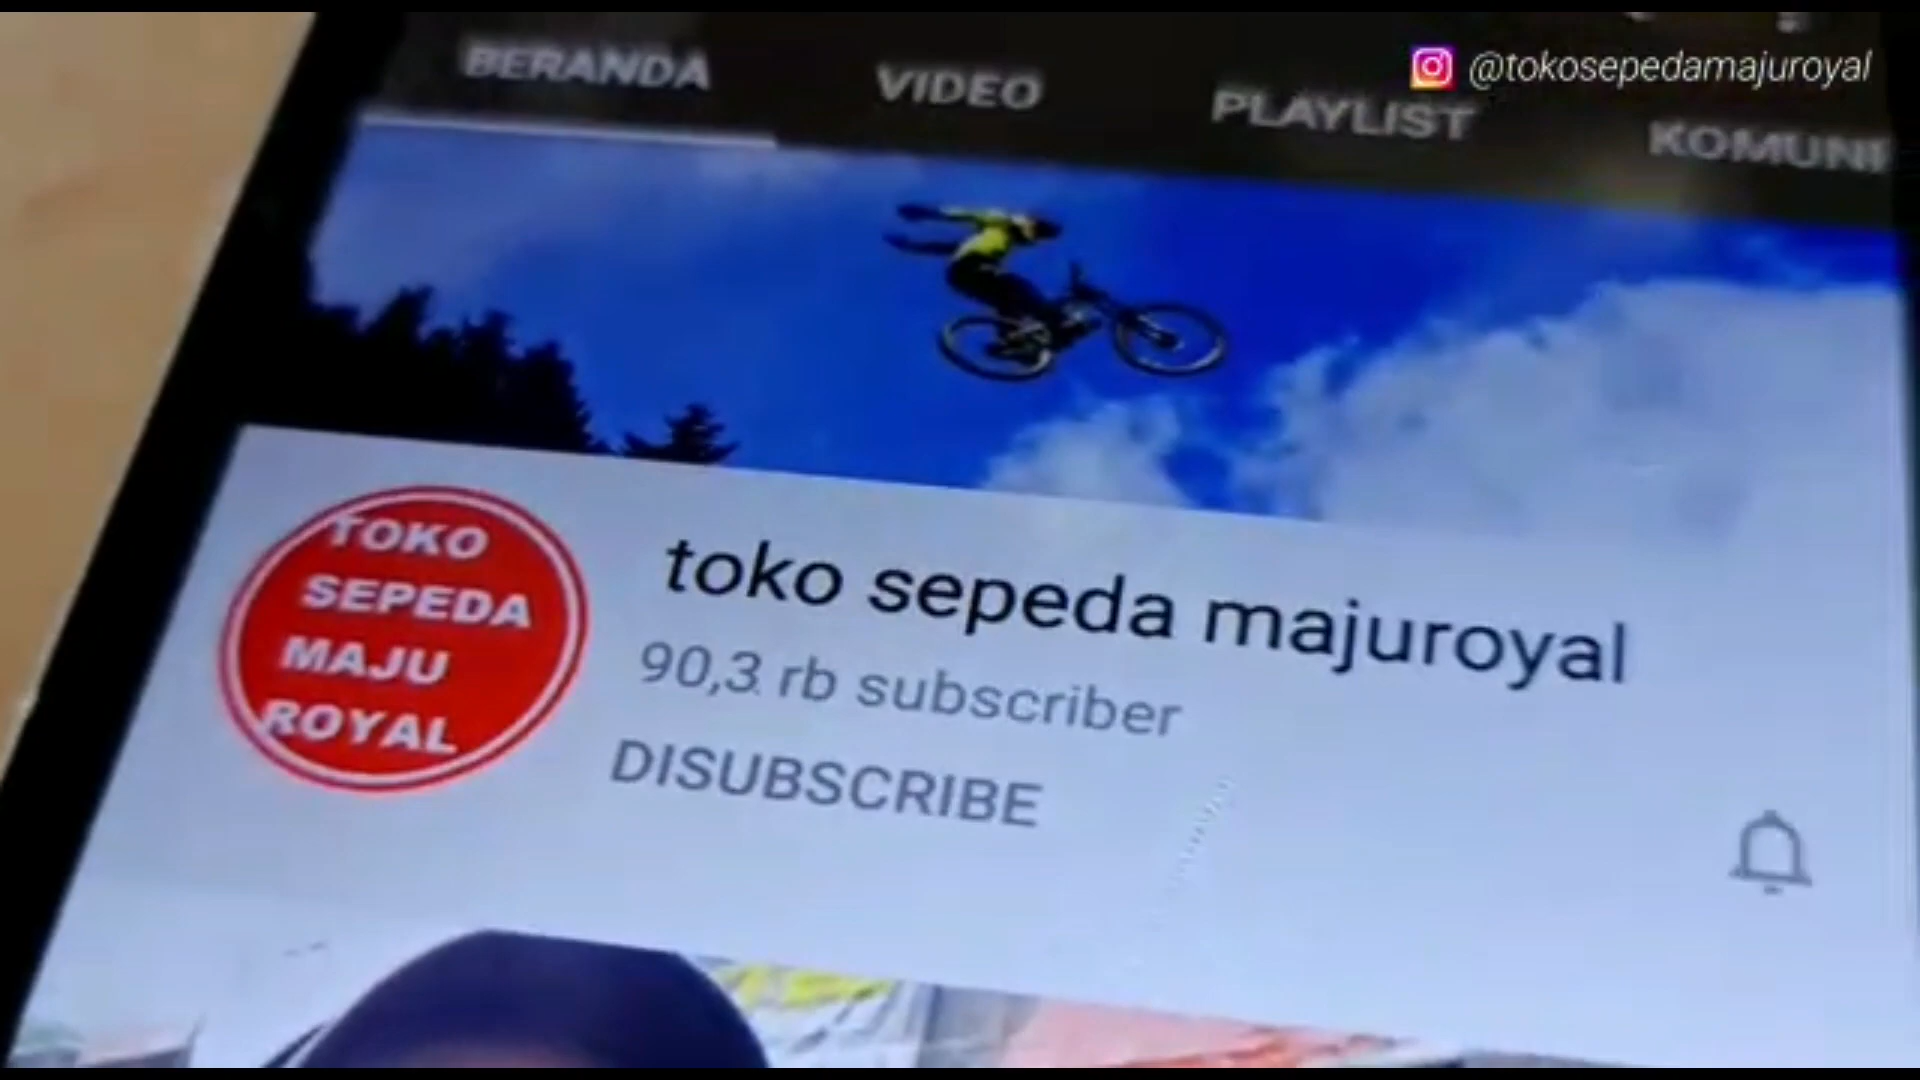 @tokosepedamajuroyal
BERANDA
VIDEO
PLAYLIST
TOKO
SEPEDA
MAJU
ROYAL
toko sepeda majuroyal
90,3 rb subscriber
DISUBSCRIBE